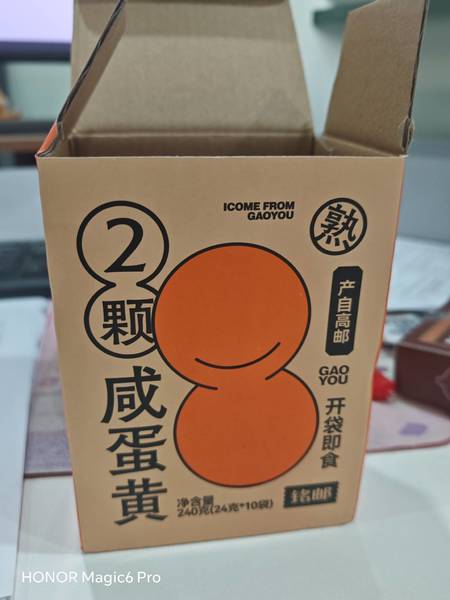 ICOME FROM
GAOYOU
熟
2
颗
咸蛋黄
产自高邮
GAO
YOU
开袋即食
净含量
240克(24克*10袋)
铭邮
HONOR Magic6 Pro